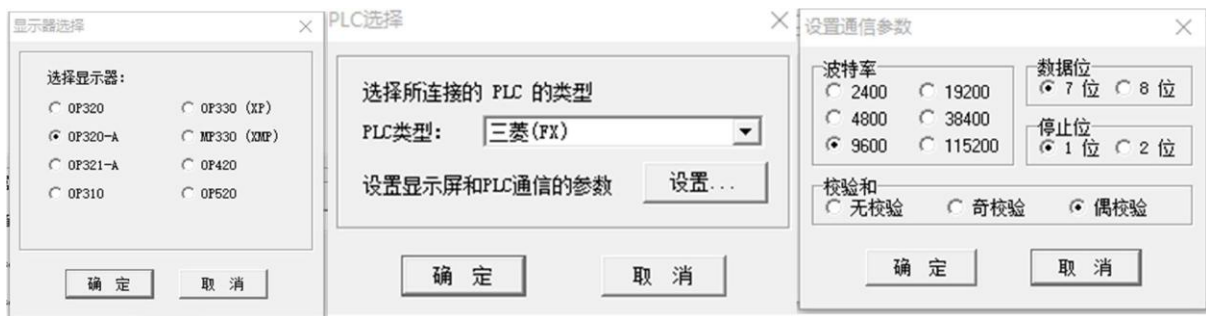 显示器选择
选择显示器：
OP320
OP330 (XP)
OP320-A
MP330 (XMP)
OP321-A
OP420
OP310
OP520
确 定
取 消
PLC选择
选择所连接的 PLC 的类型
PLC类型：
三菱(FX)
设置显示屏和PLC通信的参数
设置...
确 定
取 消
设置通信参数
波特率
2400
19200
4800
38400
9600
115200
数据位
7 位
8 位
停止位
1 位
2 位
校验和
无校验
奇校验
偶校验
确 定
取 消